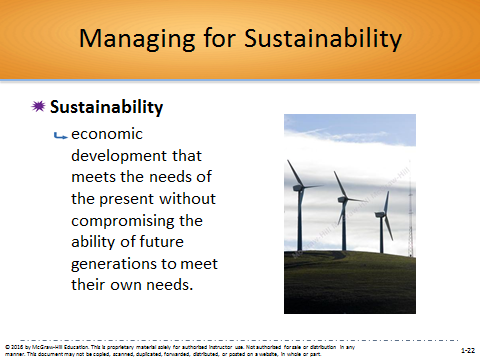 Managing for Sustainability
Sustainability
economic
development that
meets the needs of
the present without
compromising the
ability of future
generations to meet
their own needs.
© 2016 by McGraw-Hill Education. This is proprietary material solely for authorized instructor use. Not authorized for sale or distribution in any
manner. This document may not be copied, scanned, duplicated, forwarded, distributed, or posted on a website, in whole or part.
1-22